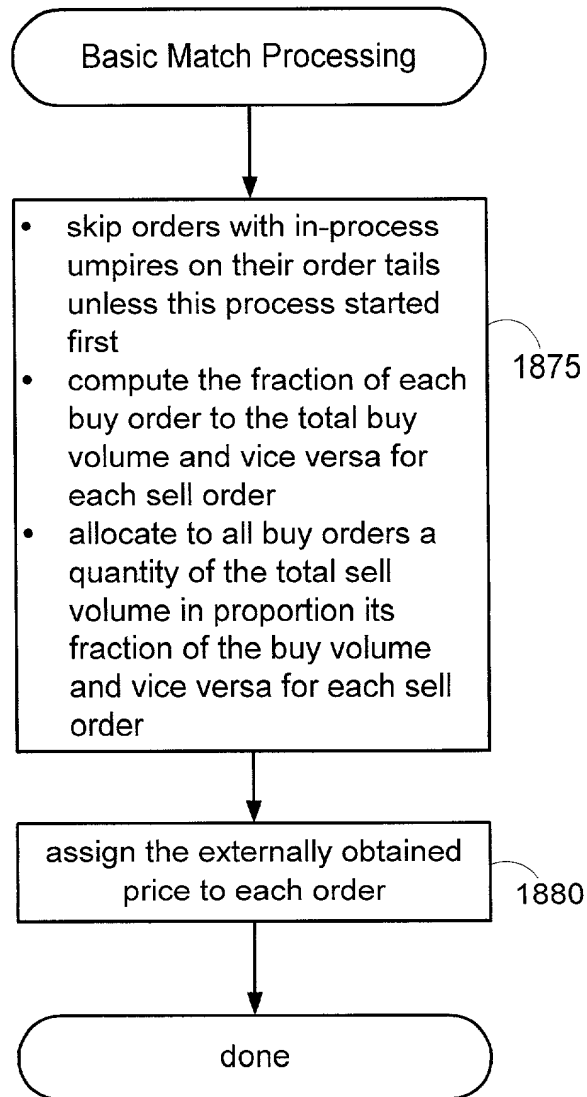 Basic Match Processing
• skip orders with in-process
umpires on their order tails
unless this process started
first
1875
• compute the fraction of each
buy order to the total buy
volume and vice versa for
each sell order
• allocate to all buy orders a
quantity of the total sell
volume in proportion its
fraction of the buy volume
and vice versa for each sell
order
assign the externally obtained
price to each order
1880
done